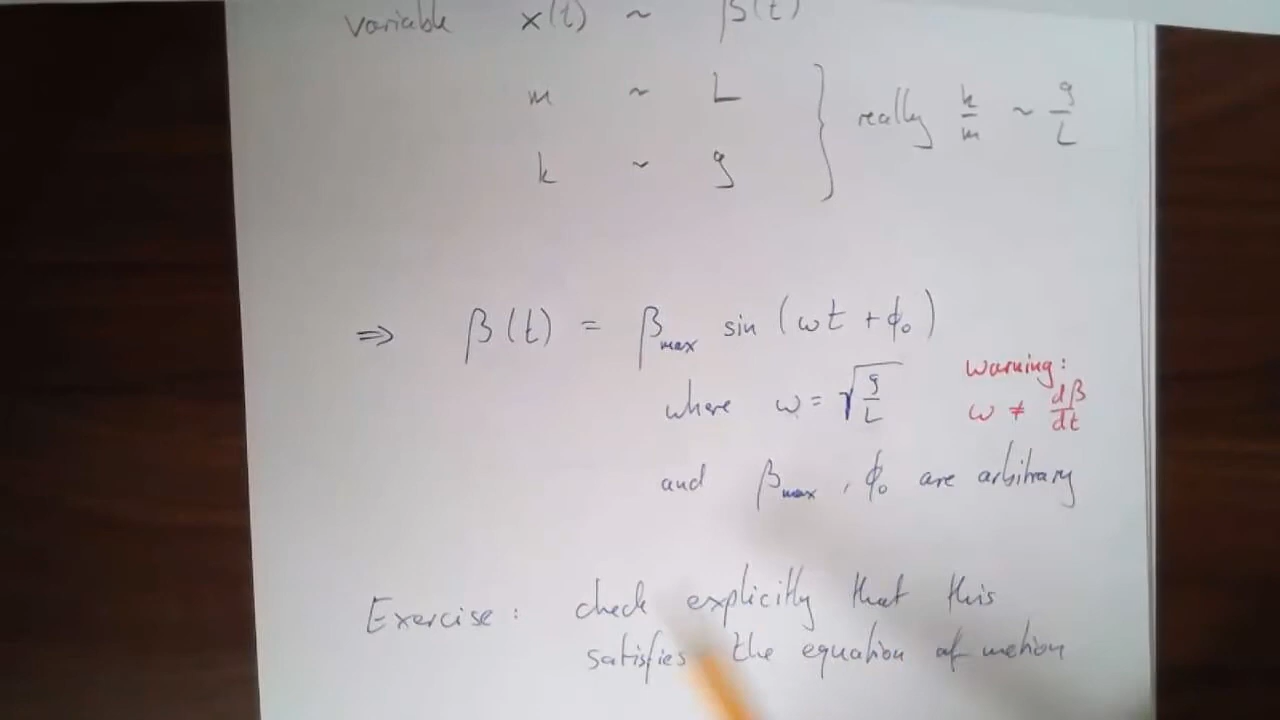 variable x(t) ~ β(t)
m ~ L
k ~ g
} really k/m ~ g/L
⇒ β(t) = βmax sin (ωt + ϕ₀)
where ω = √(g/L)
warning:
ω ≠ dβ/dt
and βmax, ϕ₀ are arbitrary
Exercise: check explicitly that this
satisfies the equation of motion